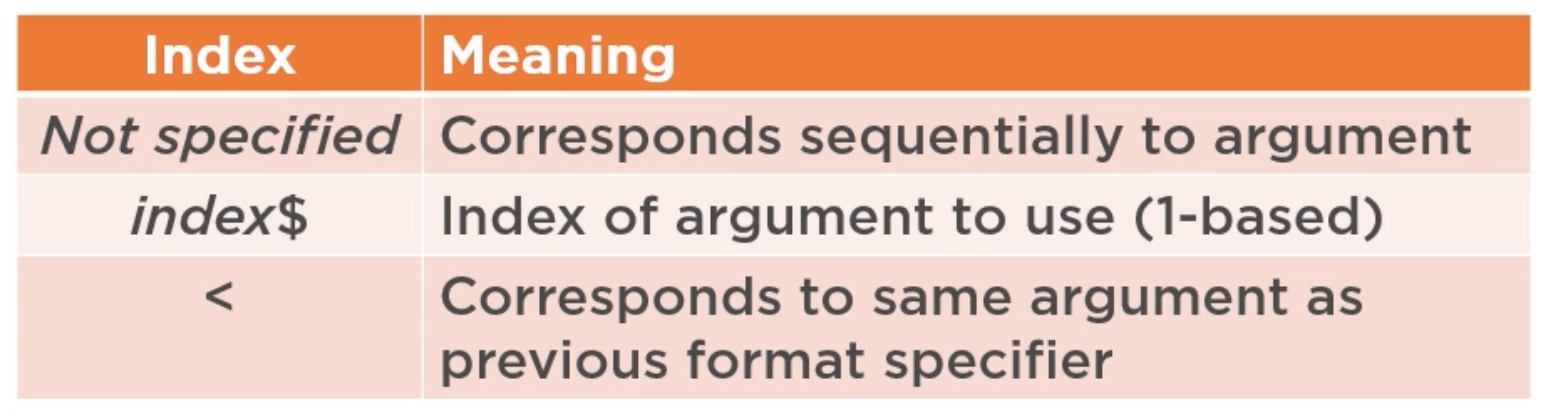 Index Meaning
Not specified Corresponds sequentially to argument
index$ Index of argument to use (1-based)
< Corresponds to same argument as
previous format specifier